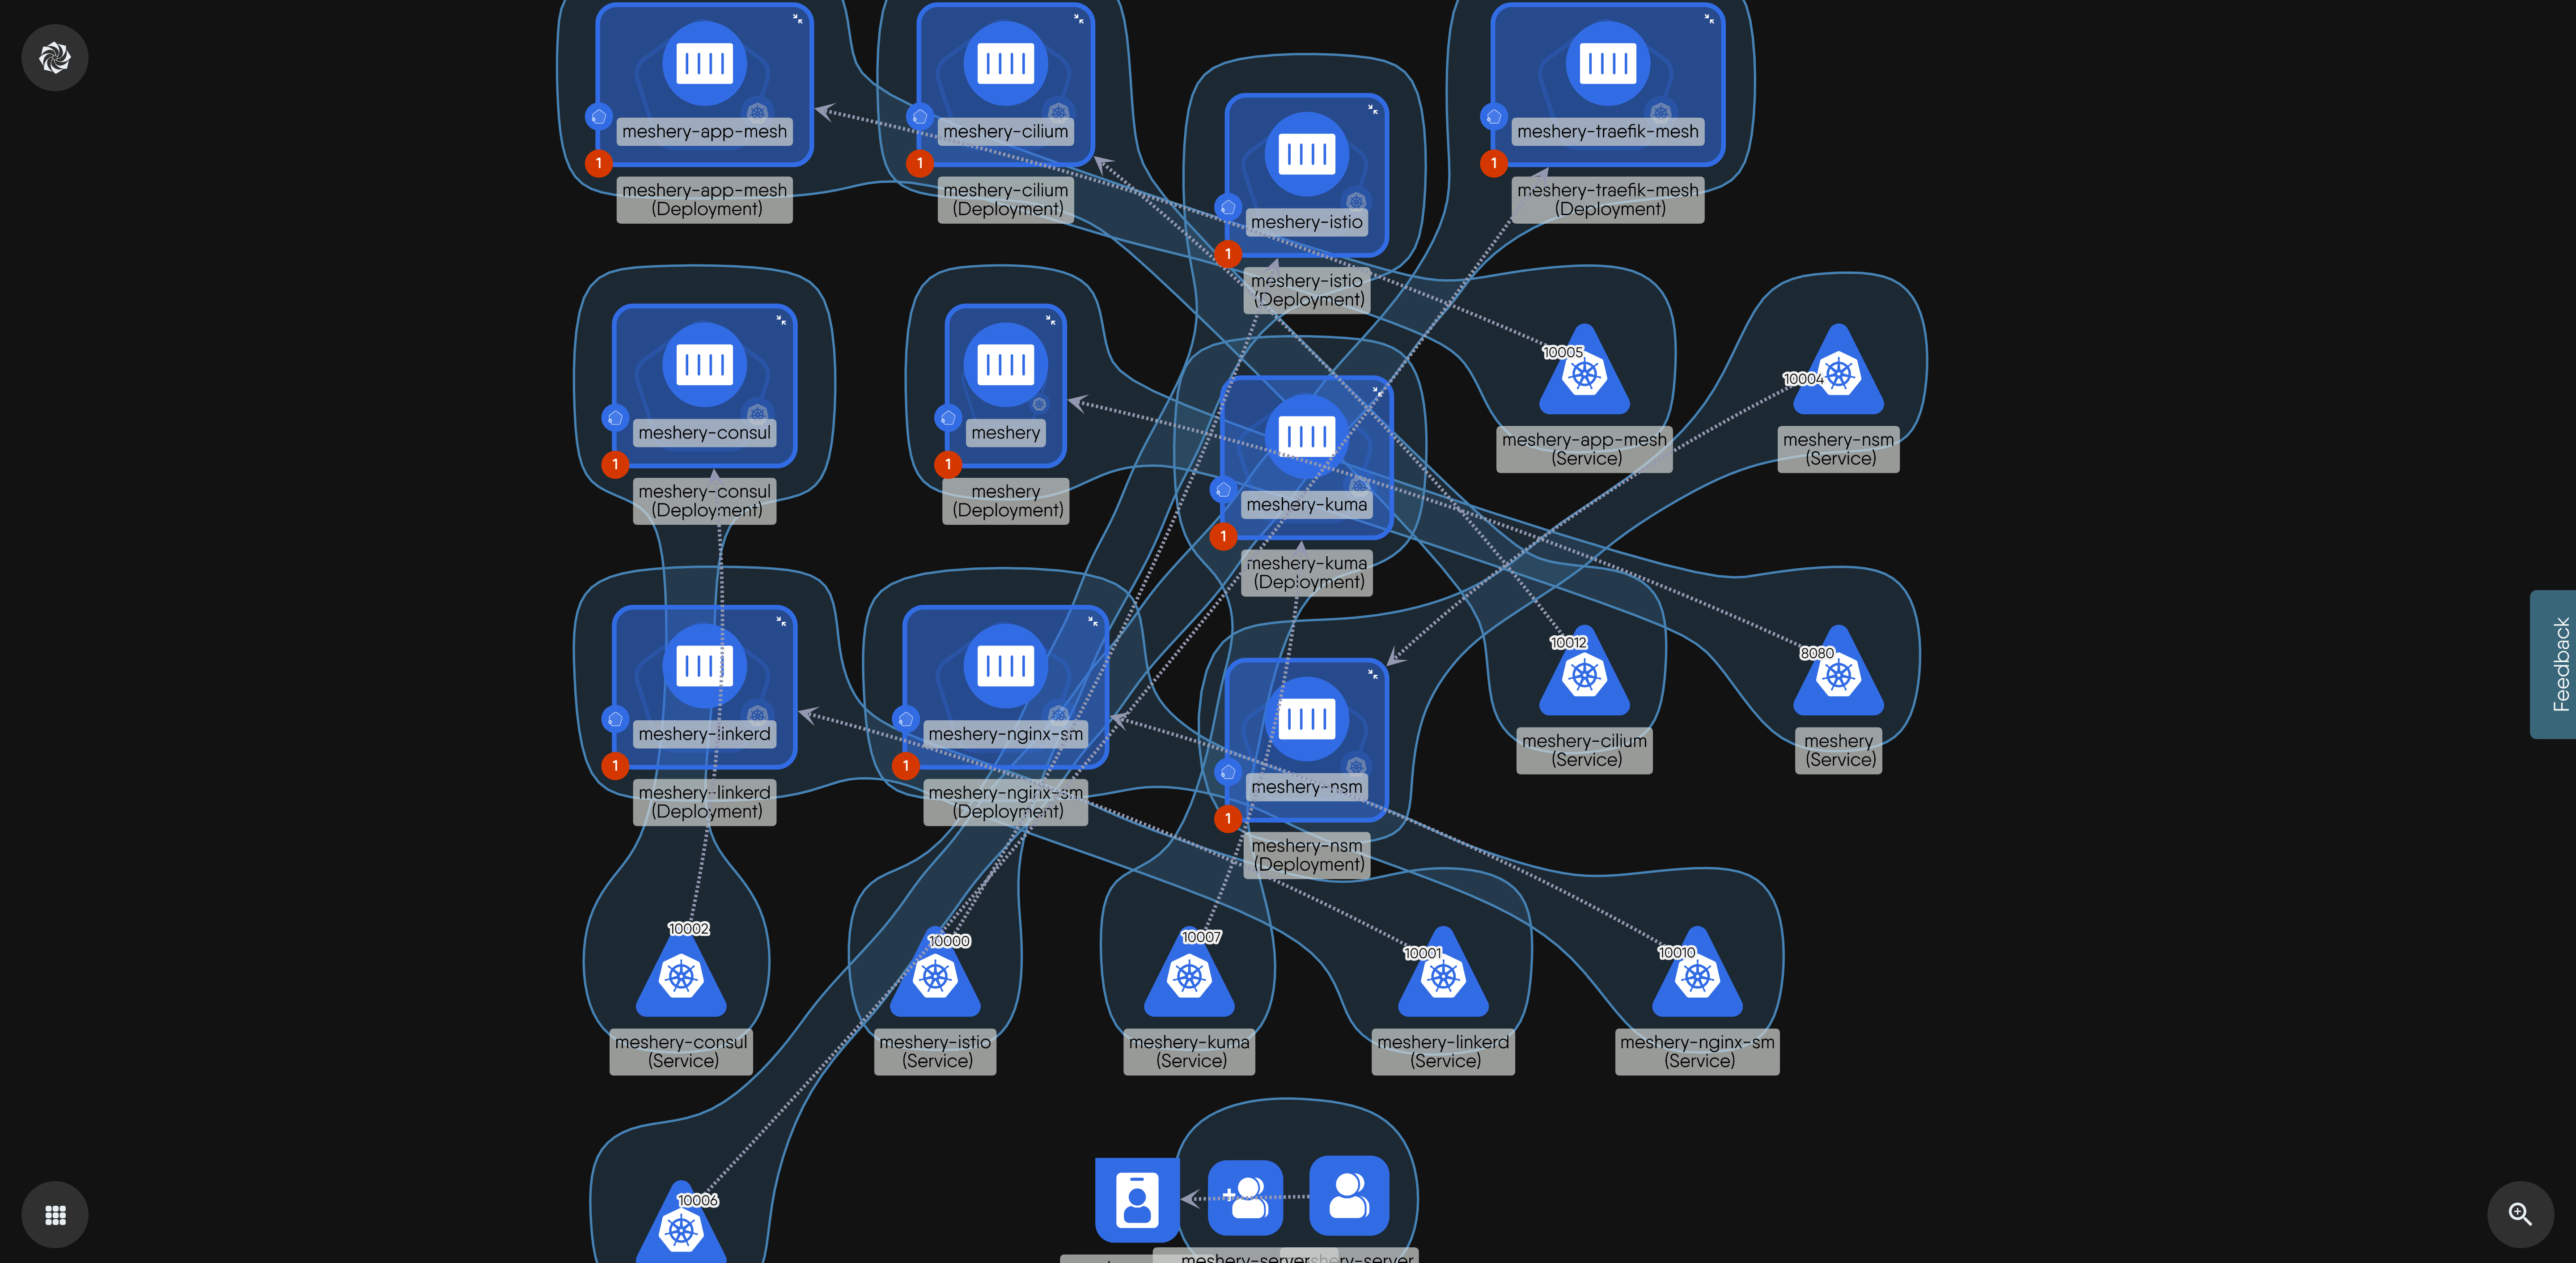 meshery-app-mesh
1
meshery-app-mesh
(Deployment)
meshery-cilium
1
meshery-cilium
(Deployment)
meshery-istio
1
meshery-istio
(Deployment)
meshery-traefik-mesh
1
meshery-traefik-mesh
(Deployment)
meshery-consul
1
meshery-consul
(Deployment)
meshery
1
meshery
(Deployment)
meshery-kuma
1
meshery-kuma
(Deployment)
10005
meshery-app-mesh
(Service)
10004
meshery-nsm
(Service)
meshery-linkerd
1
meshery-linkerd
(Deployment)
meshery-nginx-sm
1
meshery-nginx-sm
(Deployment)
meshery-nsm
1
meshery-nsm
(Deployment)
10012
meshery-cilium
(Service)
8080
meshery
(Service)
Feedback
10002
meshery-consul
(Service)
10000
meshery-istio
(Service)
10007
meshery-kuma
(Service)
10001
meshery-linkerd
(Service)
10010
meshery-nginx-sm
(Service)
10006
meshery-server